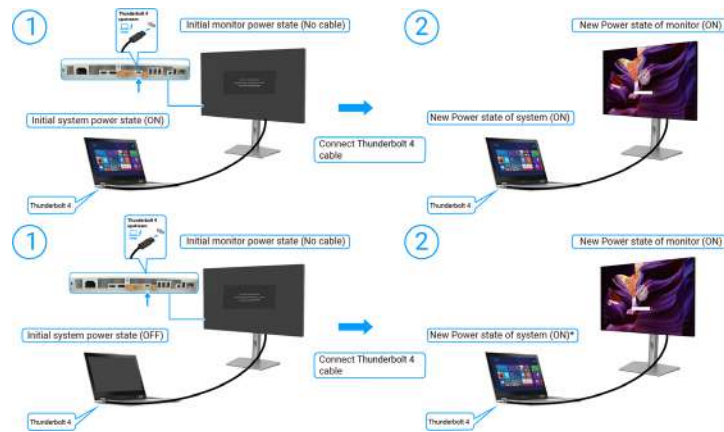 1
Thunderbolt 4
upstream
Initial monitor power state (No cable)
2
New Power state of monitor (ON)
Initial system power state (ON)
New Power state of system (ON)
Connect Thunderbolt 4
cable
Thunderbolt 4
Thunderbolt 4
1
Thunderbolt 4
upstream
Initial monitor power state (No cable)
2
New Power state of monitor (ON)
Initial system power state (OFF)
New Power state of system (ON)*
Connect Thunderbolt 4
cable
Thunderbolt 4
Thunderbolt 4